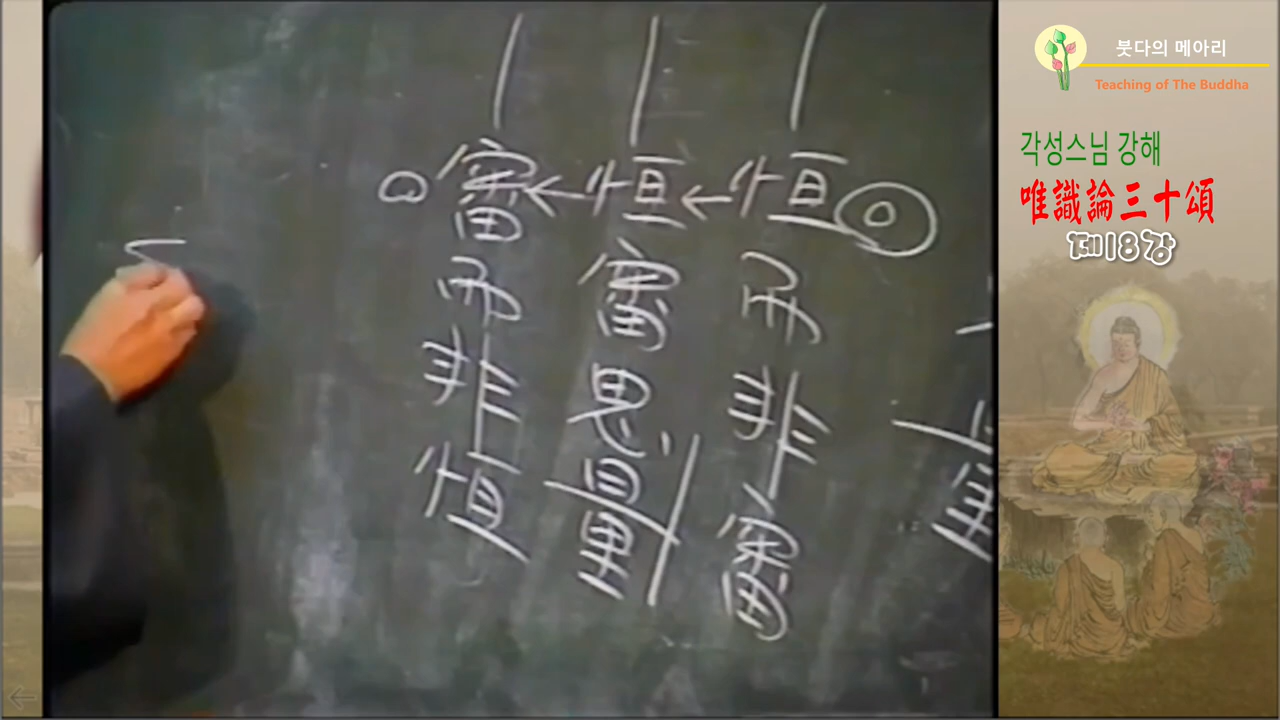 恒而非審
恒審思量
審而非恒
붓다의 메아리
Teaching of The Buddha
각성스님 강해
唯識論三十頌
제18강